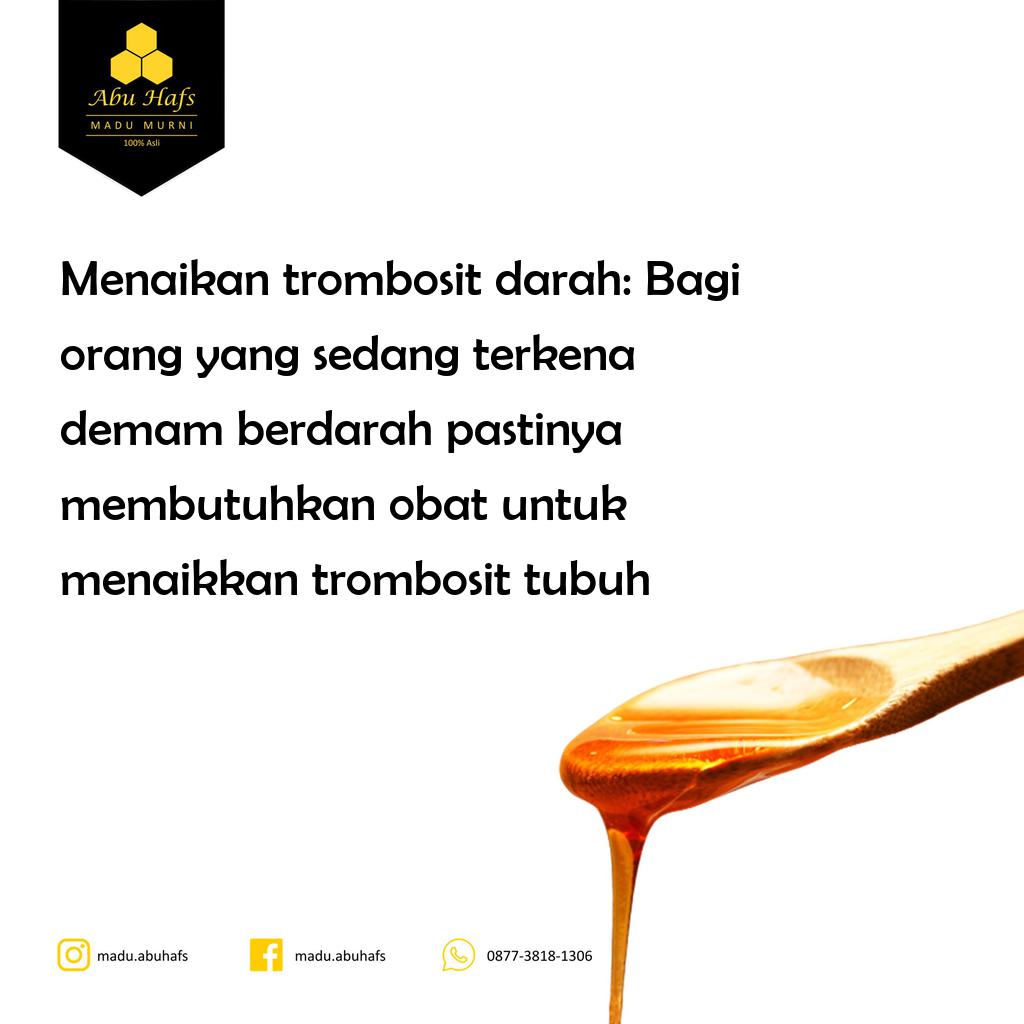 Abu Hafs
MADU MURNI
100% Asli
Menaikan trombosit darah: Bagi
orang yang sedang terkena
demam berdarah pastinya
membutuhkan obat untuk
menaikkan trombosit tubuh
madu.abuhafs
madu.abuhafs
0877-3818-1306